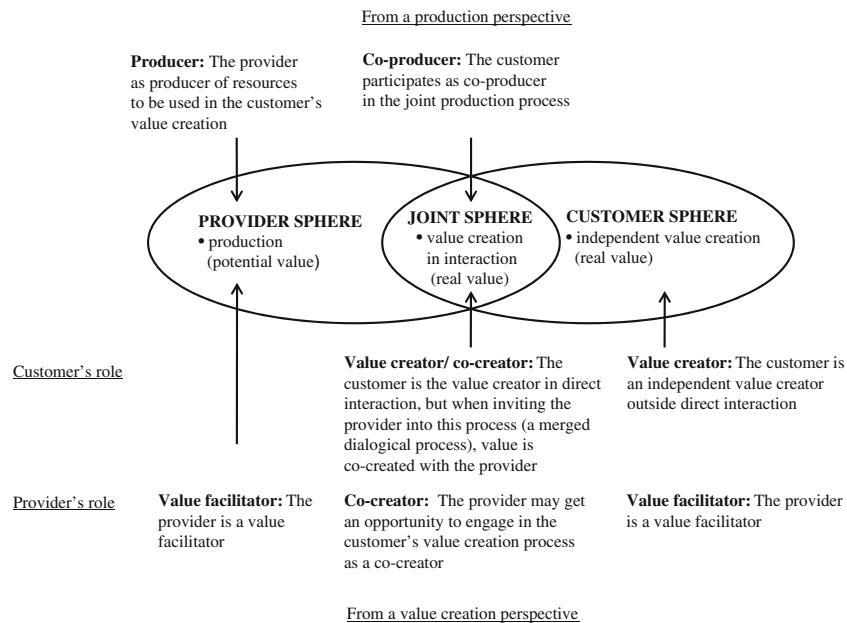 From a production perspective
Producer: The provider
as producer of resources
to be used in the customer's
value creation
Co-producer: The customer
participates as co-producer
in the joint production process
PROVIDER SPHERE
• production
(potential value)
JOINT SPHERE
• value creation
in interaction
(real value)
CUSTOMER SPHERE
• independent value creation
(real value)
Customer's role
Value creator/ co-creator: The
customer is the value creator in direct
interaction, but when inviting the
provider into this process (a merged
dialogical process), value is
co-created with the provider
Value creator: The customer is
an independent value creator
outside direct interaction
Provider's role
Value facilitator: The
provider is a value
facilitator
Co-creator: The provider may get
an opportunity to engage in the
customer's value creation process
as a co-creator
Value facilitator: The provider
is a value facilitator
From a value creation perspective